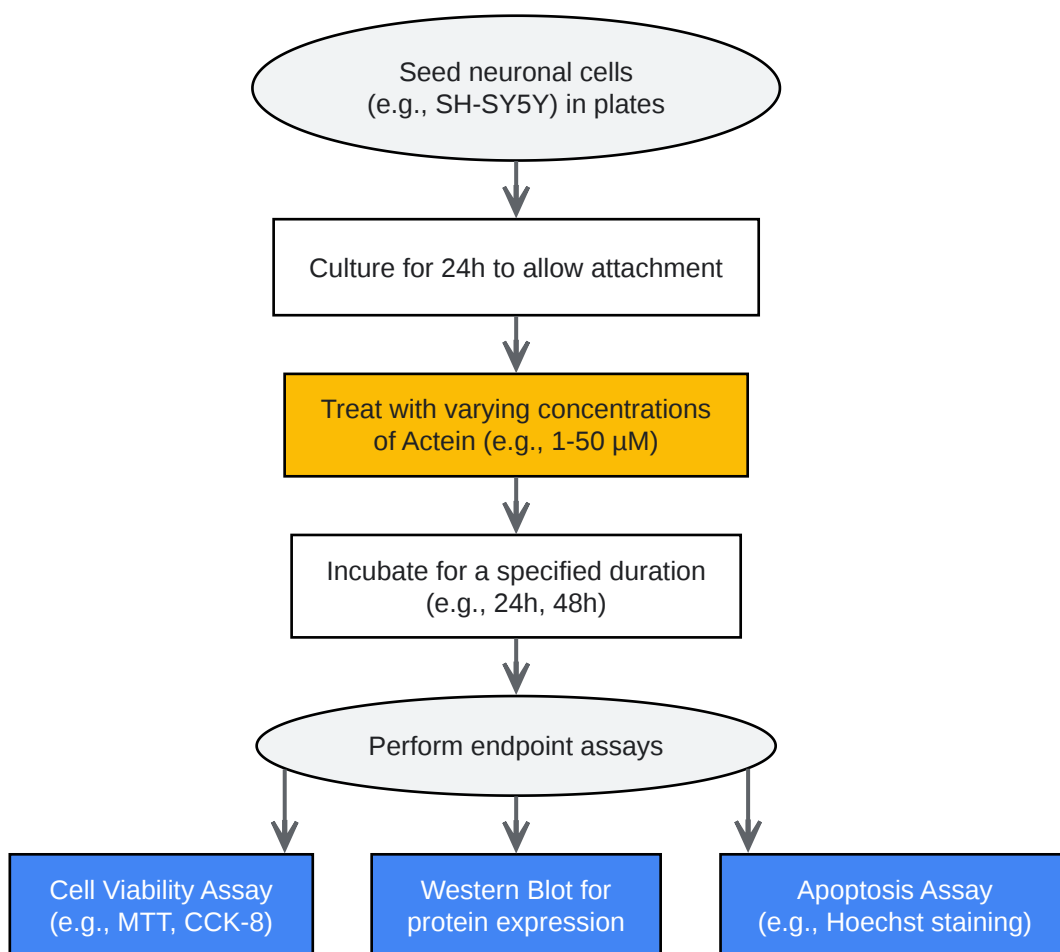 Seed neuronal cells
(e.g., SH-SY5Y) in plates
Culture for 24h to allow attachment
Treat with varying concentrations
of Actein (e.g., 1-50 µM)
Incubate for a specified duration
(e.g., 24h, 48h)
Perform endpoint assays
Cell Viability Assay
(e.g., MTT, CCK-8)
Western Blot for
protein expression
Apoptosis Assay
(e.g., Hoechst staining)